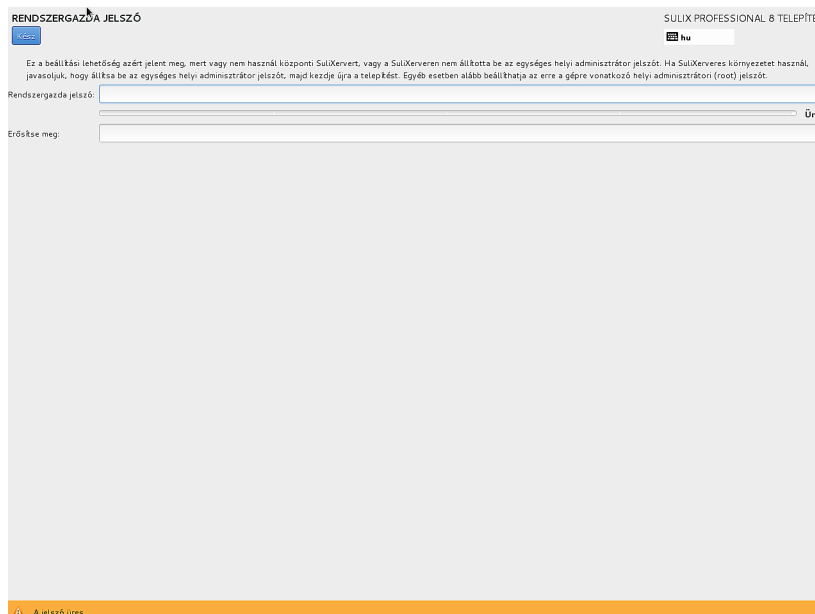 RENDSZERGAZDA JELSZÓ
SULIX PROFESSIONAL 8 TELEPÍTE
Kész
hu
Ez a beállítási lehetőség azért jelent meg, mert vagy nem használ központi SuliXervert, vagy a SuliXerveren nem állította be az egységes helyi adminisztrátor jelszót. Ha SuliXerveres környezetet használ,
javasoljuk, hogy állítsa be az egységes helyi adminisztrátor jelszót, majd kezdje újra a telepítést. Egyéb esetben alább beállíthatja az erre a gépre vonatkozó helyi adminisztrátori (root) jelszót.
Rendszergazda jelszó:
Ür
Erősítse meg:
A jelszó üres